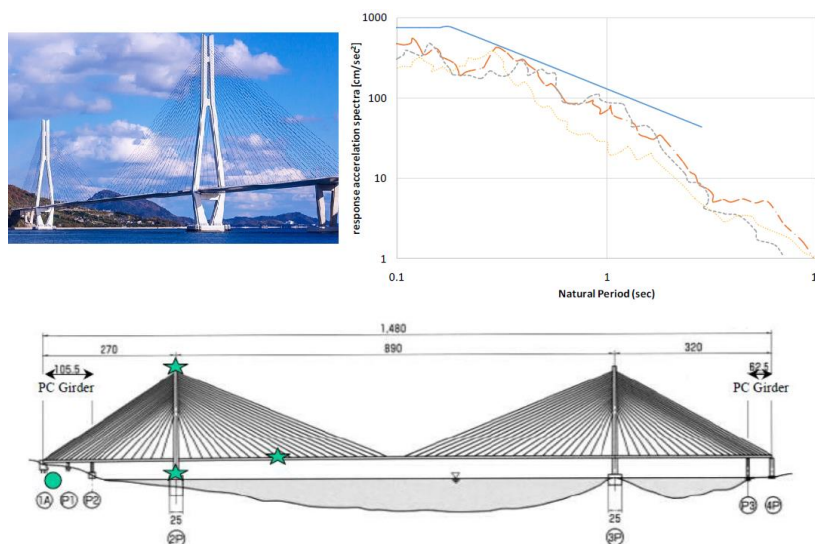 response accerelation spectra [cm/sec²]
1000
100
10
1
0.1
1
1
Natural Period (sec)
1,480
270
890
320
105.5
62.5
PC Girder
PC Girder
25
25
1A
P1
P2
2P
3P
P3
4P